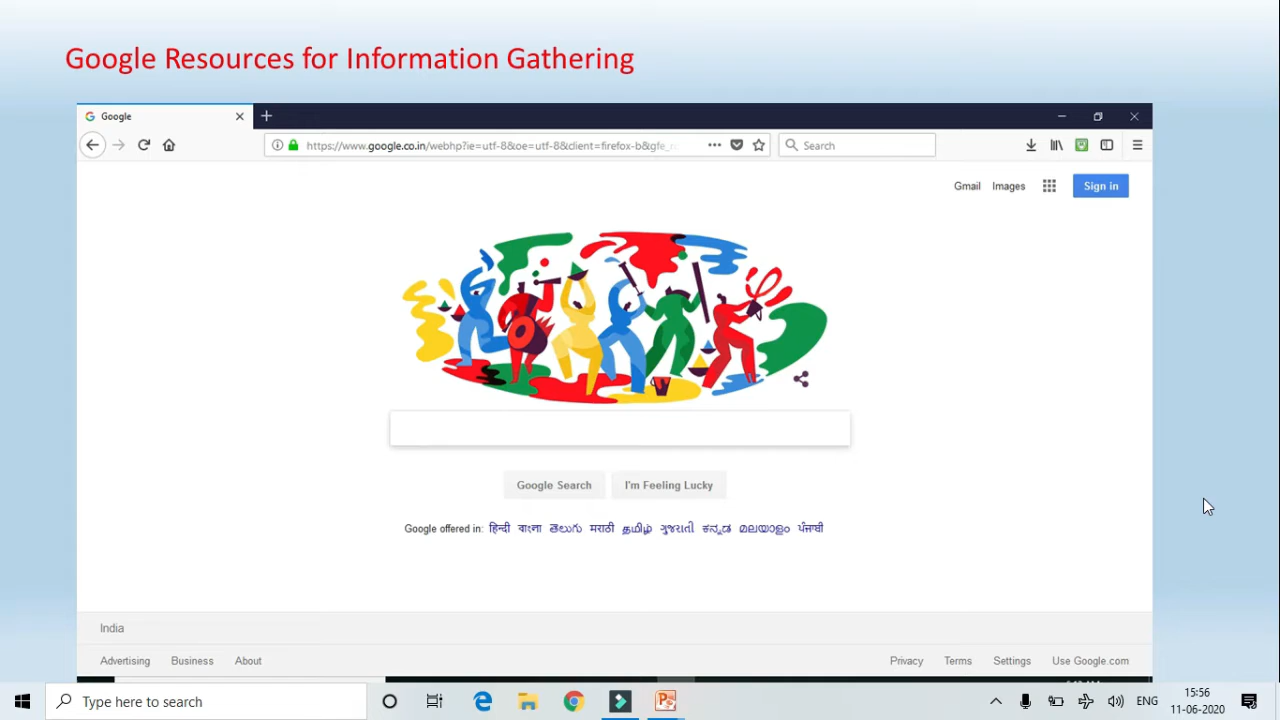 Google Resources for Information Gathering
Google
https://www.google.co.in/webhp?ie=utf-8&oe=utf-8&client=firefox-b&gfe_
Search
Gmail Images Sign in
Google Search I'm Feeling Lucky
Google offered in: हिन्दी বাংলা తెలుగు मराठी தமிழ் ગુજરાતી ಕನ್ನಡ മലയാളം ਪੰਜਾਬੀ
India
Advertising Business About Privacy Terms Settings Use Google.com
Type here to search
ENG
15:56
11-06-2020